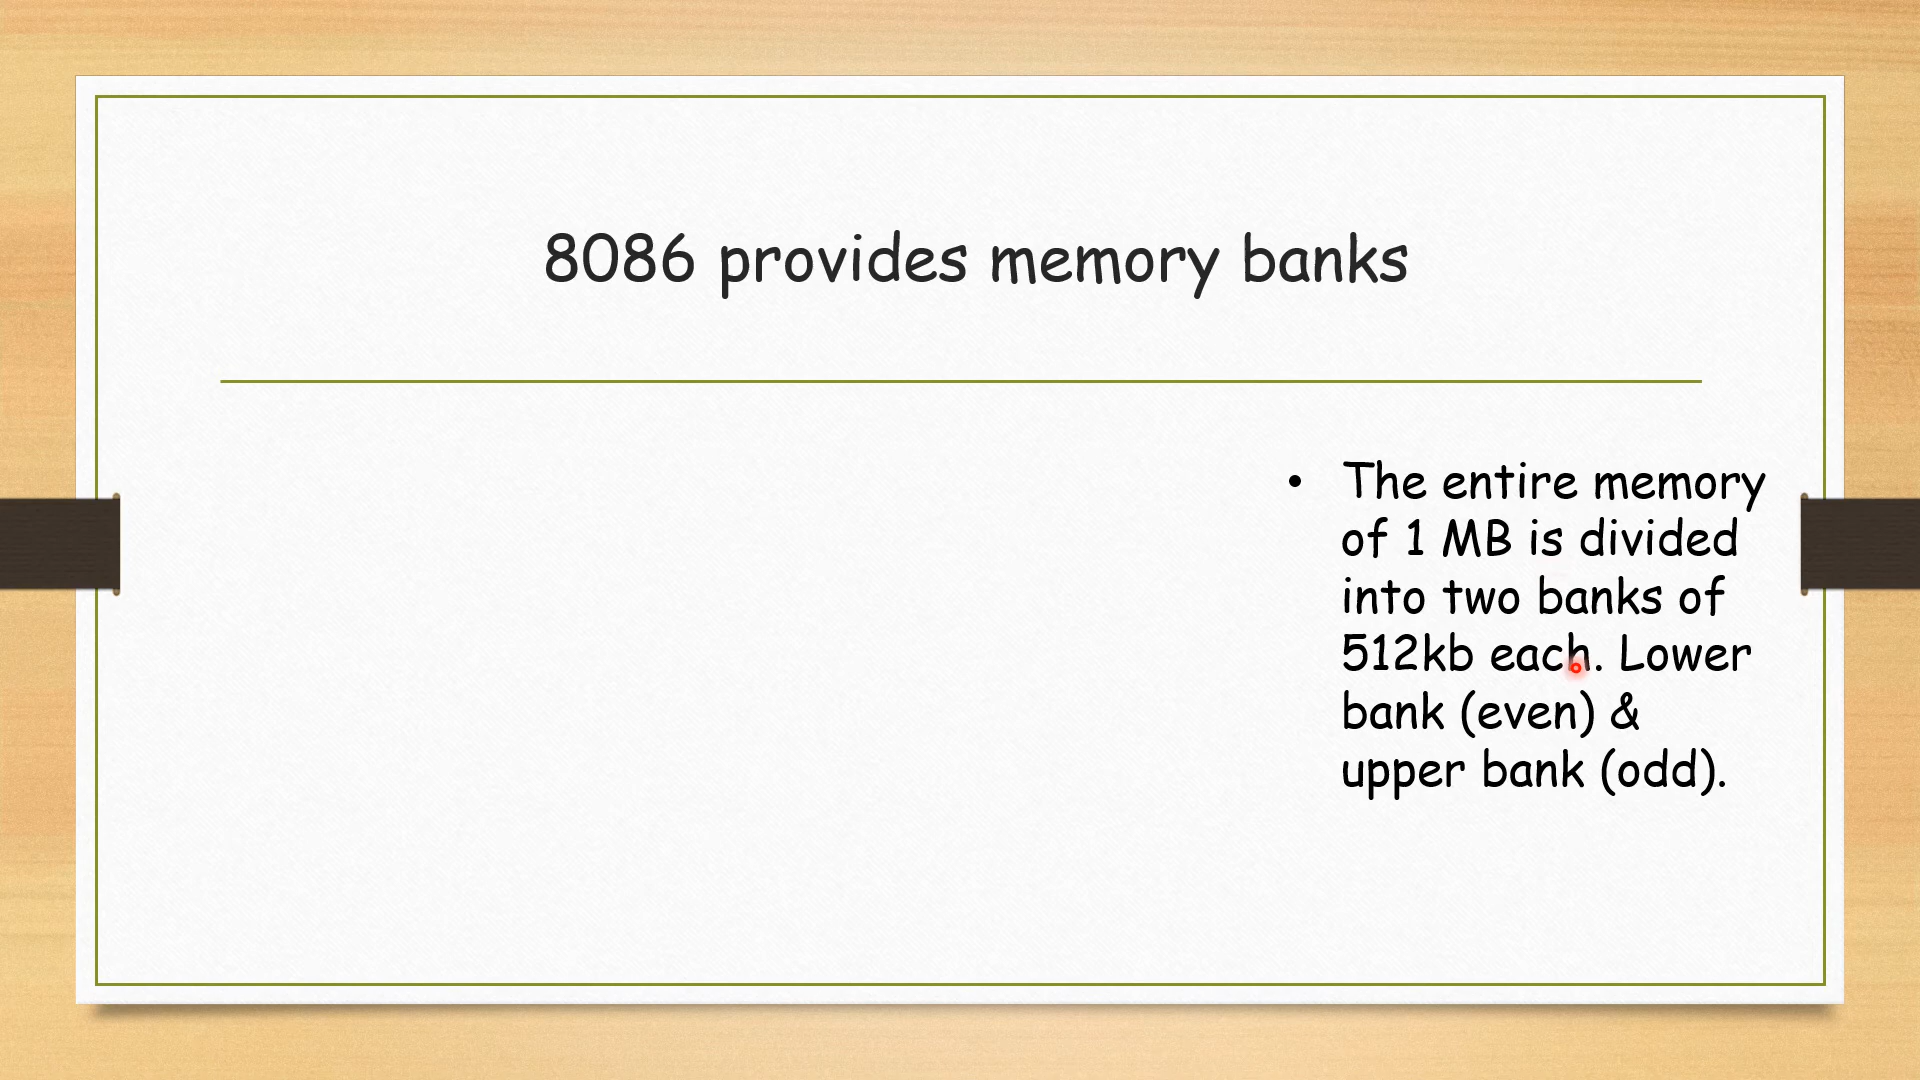 8086 provides memory banks
• The entire memory
of 1 MB is divided
into two banks of
512kb each. Lower
bank (even) &
upper bank (odd).